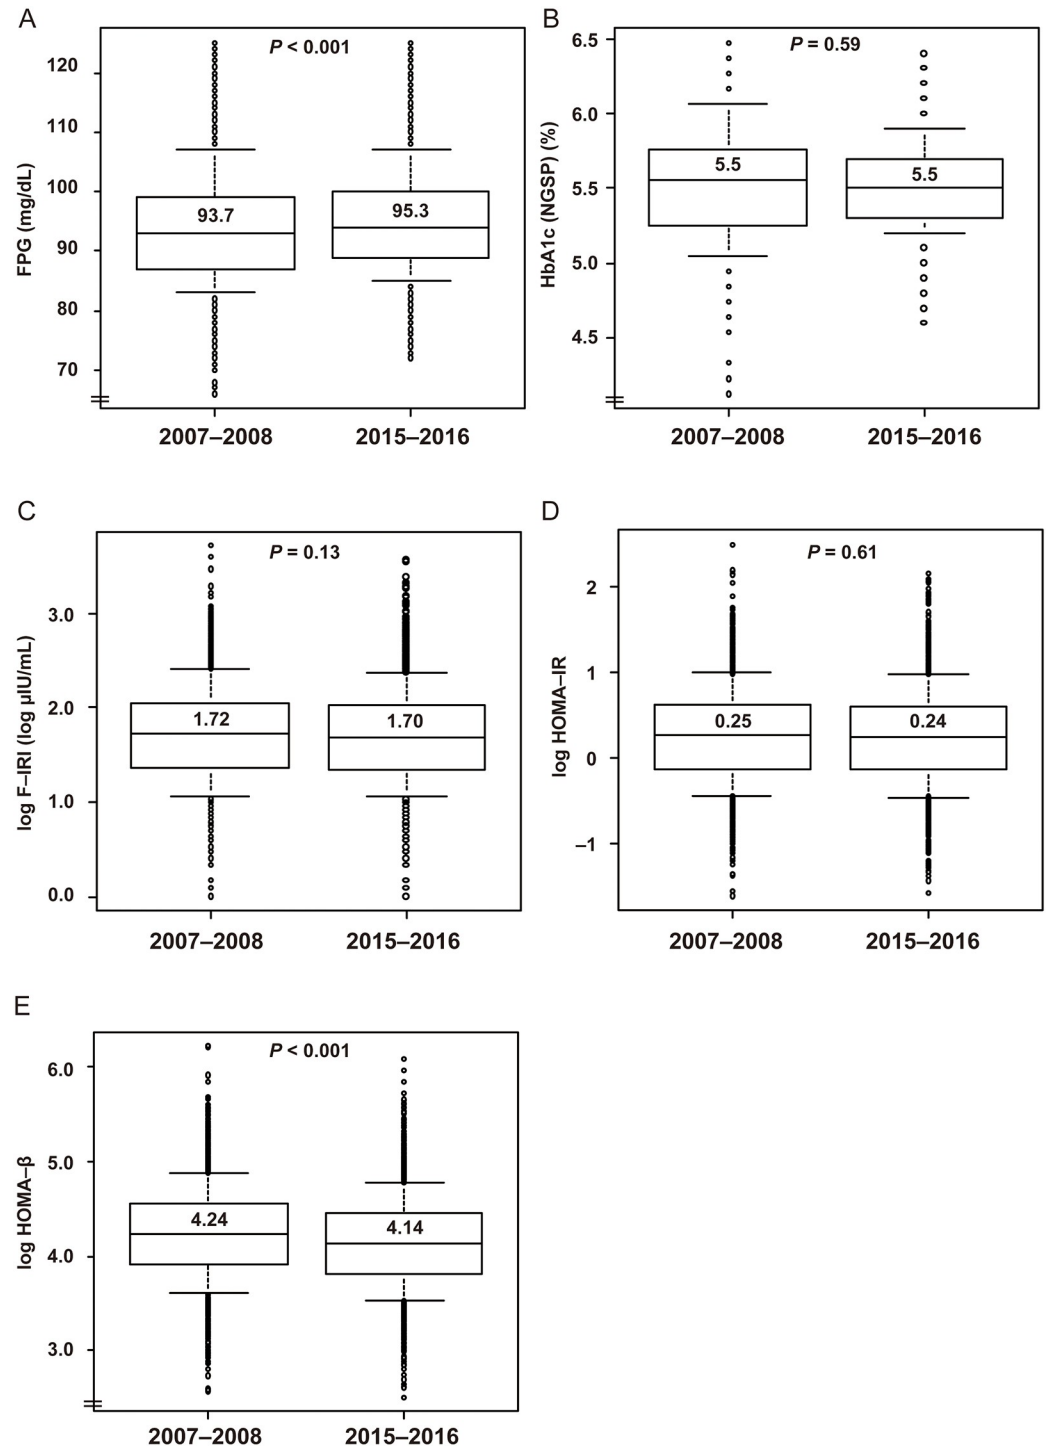 A
P < 0.001
FPG (mg/dL)
120
110
100
90
80
70
93.7
95.3
2007–2008
2015–2016
B
P = 0.59
HbA1c (NGSP) (%)
6.5
6.0
5.5
5.0
4.5
5.5
5.5
2007–2008
2015–2016
C
P = 0.13
log F–IRI (log µIU/mL)
3.0
2.0
1.0
0.0
1.72
1.70
2007–2008
2015–2016
D
P = 0.61
log HOMA–IR
2
1
0
–1
0.25
0.24
2007–2008
2015–2016
E
P < 0.001
log HOMA–β
6.0
5.0
4.0
3.0
4.24
4.14
2007–2008
2015–2016